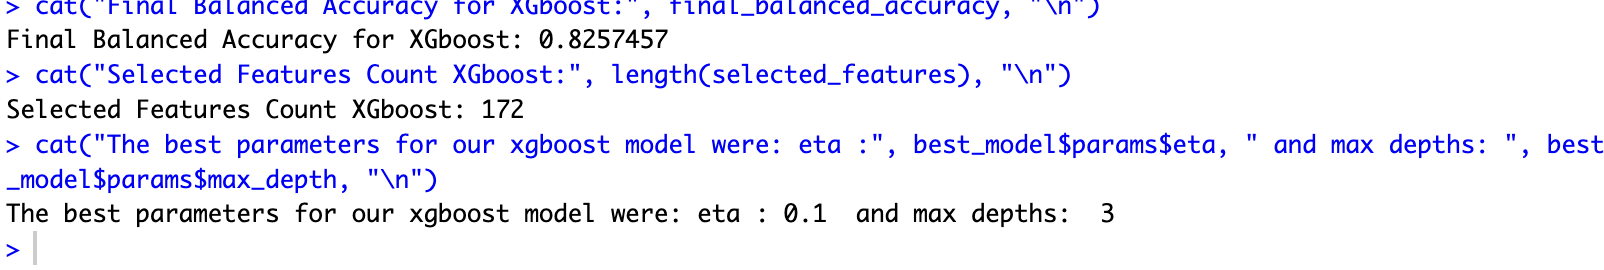 > cat("Final Balanced Accuracy for XGboost:", final_balanced_accuracy, "\n")
Final Balanced Accuracy for XGboost: 0.8257457
> cat("Selected Features Count XGboost:", length(selected_features), "\n")
Selected Features Count XGboost: 172
> cat("The best parameters for our xgboost model were: eta :", best_model$params$eta, " and max depths: ", best
_model$params$max_depth, "\n")
The best parameters for our xgboost model were: eta : 0.1  and max depths:  3
>